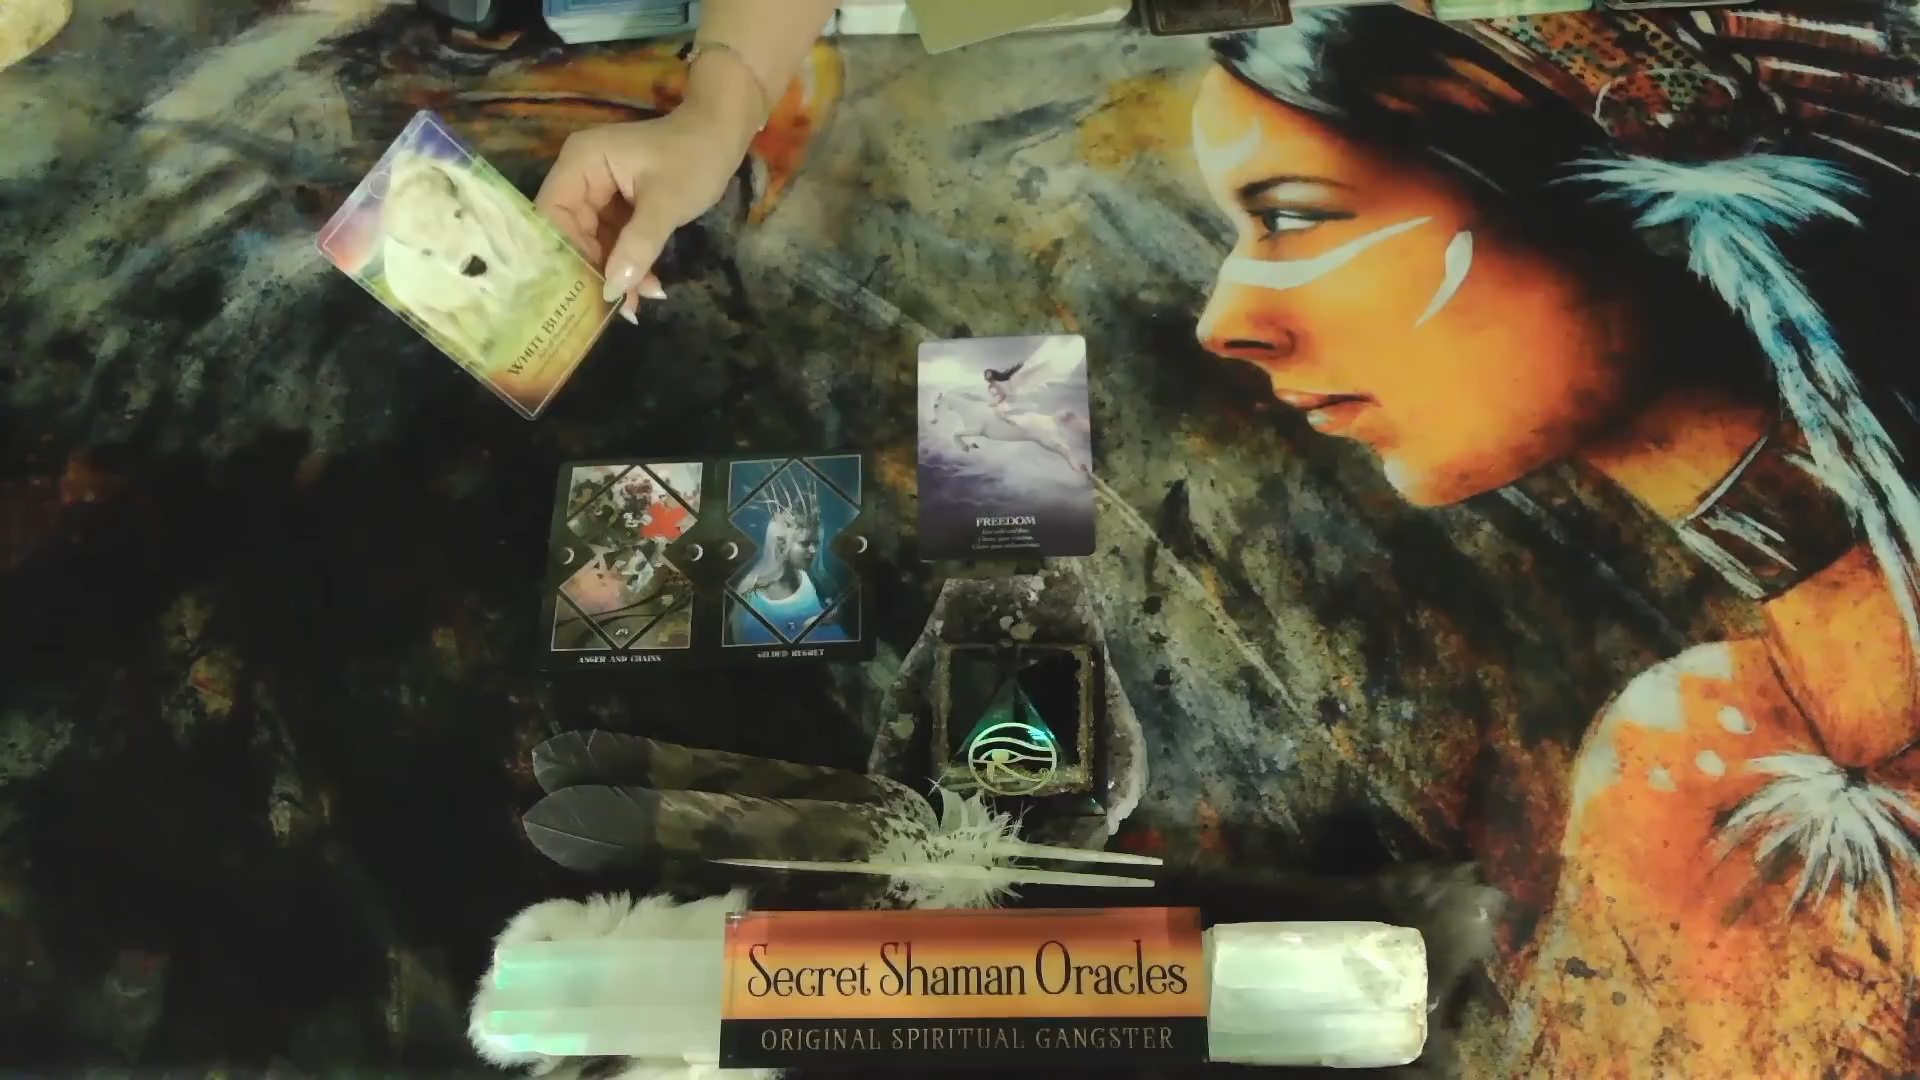 WHITE BUFFALO
FREEDOM
ANGER AND CHAINS
GILDED REGRET
Secret Shaman Oracles
ORIGINAL SPIRITUAL GANGSTER